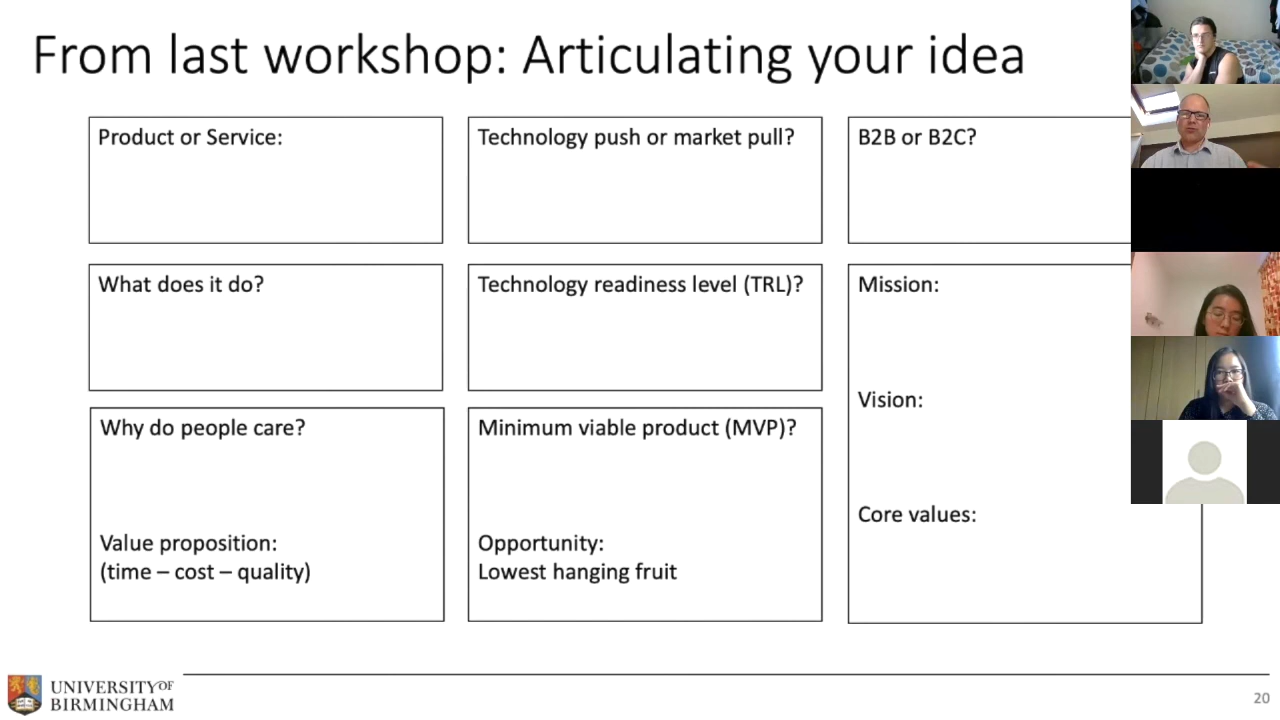 From last workshop: Articulating your idea
Product or Service:
Technology push or market pull?
B2B or B2C?
What does it do?
Technology readiness level (TRL)?
Mission:
Vision:
Core values:
Why do people care?
Value proposition:
(time – cost – quality)
Minimum viable product (MVP)?
Opportunity:
Lowest hanging fruit
UNIVERSITY OF
BIRMINGHAM
20